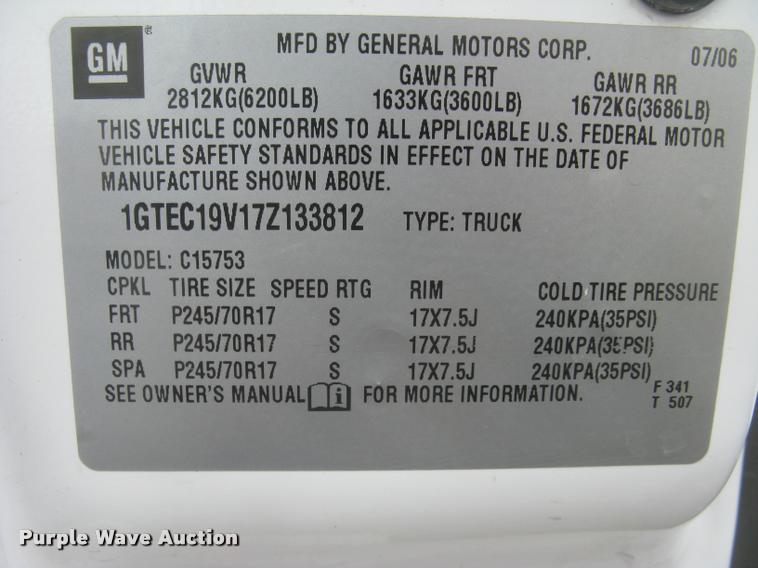 GM
MFD BY GENERAL MOTORS CORP. 07/06
GVWR GAWR FRT GAWR RR
2812KG(6200LB) 1633KG(3600LB) 1672KG(3686LB)
THIS VEHICLE CONFORMS TO ALL APPLICABLE U.S. FEDERAL MOTOR
VEHICLE SAFETY STANDARDS IN EFFECT ON THE DATE OF
MANUFACTURE SHOWN ABOVE.
1GTEC19V17Z133812 TYPE: TRUCK
MODEL: C15753
CPKL TIRE SIZE SPEED RTG RIM COLD TIRE PRESSURE
FRT P245/70R17 S 17X7.5J 240KPA(35PSI)
RR P245/70R17 S 17X7.5J 240KPA(35PSI)
SPA P245/70R17 S 17X7.5J 240KPA(35PSI)
SEE OWNER'S MANUAL i FOR MORE INFORMATION. F 341
T 507
Purple Wave Auction